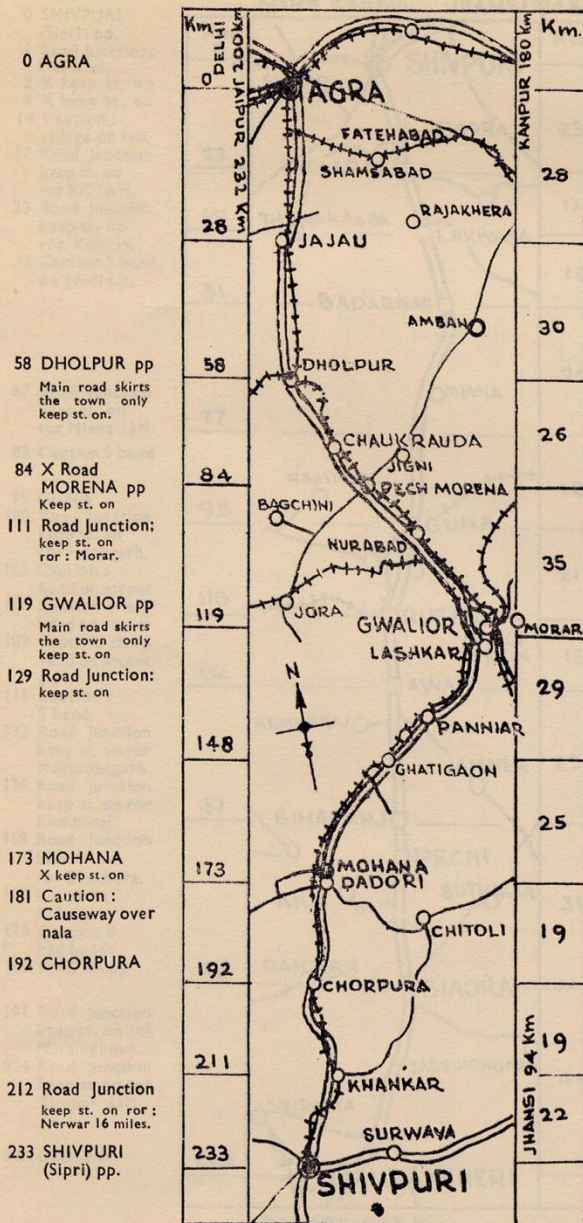 0 AGRA
58 DHOLPUR pp
Main road skirts
the town only
keep st. on.
84 X Road
MORENA pp
Keep st. on
111 Road Junction:
keep st. on
ror : Morar.
119 GWALIOR pp
Main road skirts
the town only
keep st. on
129 Road Junction:
keep st. on
173 MOHANA
X keep st. on
181 Caution :
Causeway over
nala
192 CHORPURA
212 Road Junction
keep st. on ror :
Nerwar 16 miles.
233 SHIVPURI
(Sipri) pp.
Km.
0
28
58
84
111
119
148
173
192
211
233
DELHI 200Km
JAIPUR 232 Km
AGRA
FATEHABAD
SHAMSABAD
RAJAKHERA
JAJAU
AMBAH
DHOLPUR
CHAUKRAUDA
JIGNI
PECH MORENA
BAGCHINI
NURABAD
JORA
GWALIOR
MORAR
LASHKAR
N
PANNIAR
GHATIGAON
MOHANA
DADORI
CHITOLI
CHORPURA
KHANKAR
SURWAYA
SHIVPURI
KANPUR 180 Km
JHANSI 94 Km
Km.
28
30
26
35
29
25
19
19
22